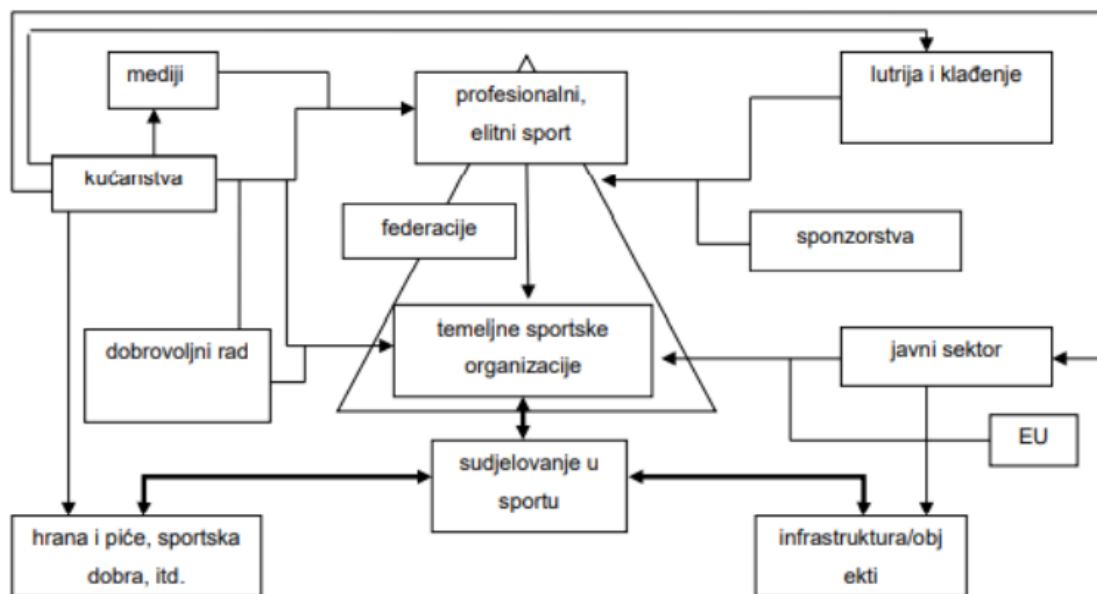 mediji
profesionalni,
elitni sport
lutrija i klađenje
kućanstva
federacije
sponzorstva
dobrovoljni rad
temeljne sportske
organizacije
javni sektor
EU
sudjelovanje u
sportu
hrana i piće, sportska
dobra, itd.
infrastruktura/obj
ekti